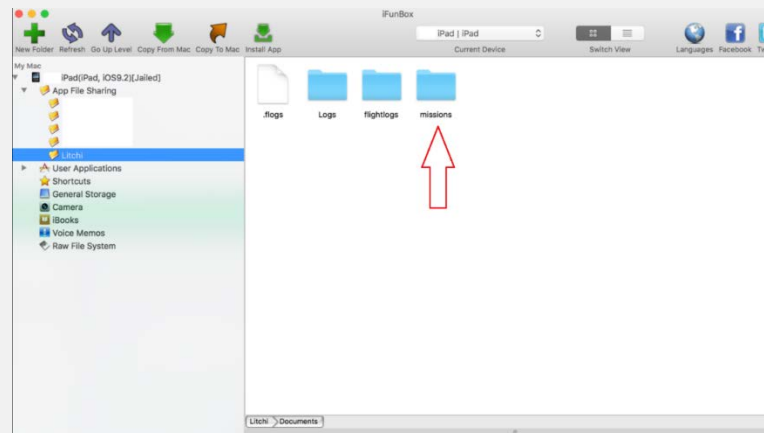 iFunBox
iPad | iPad
New Folder Refresh Go Up Level Copy From Mac Copy To Mac Install App Current Device Switch View Languages Facebook
My Mac
iPad(iPad, iOS9.2)[Jailed]
App File Sharing
Litchi
User Applications
Shortcuts
General Storage
Camera
iBooks
Voice Memos
Raw File System
.flogs Logs flightlogs missions
Litchi Documents